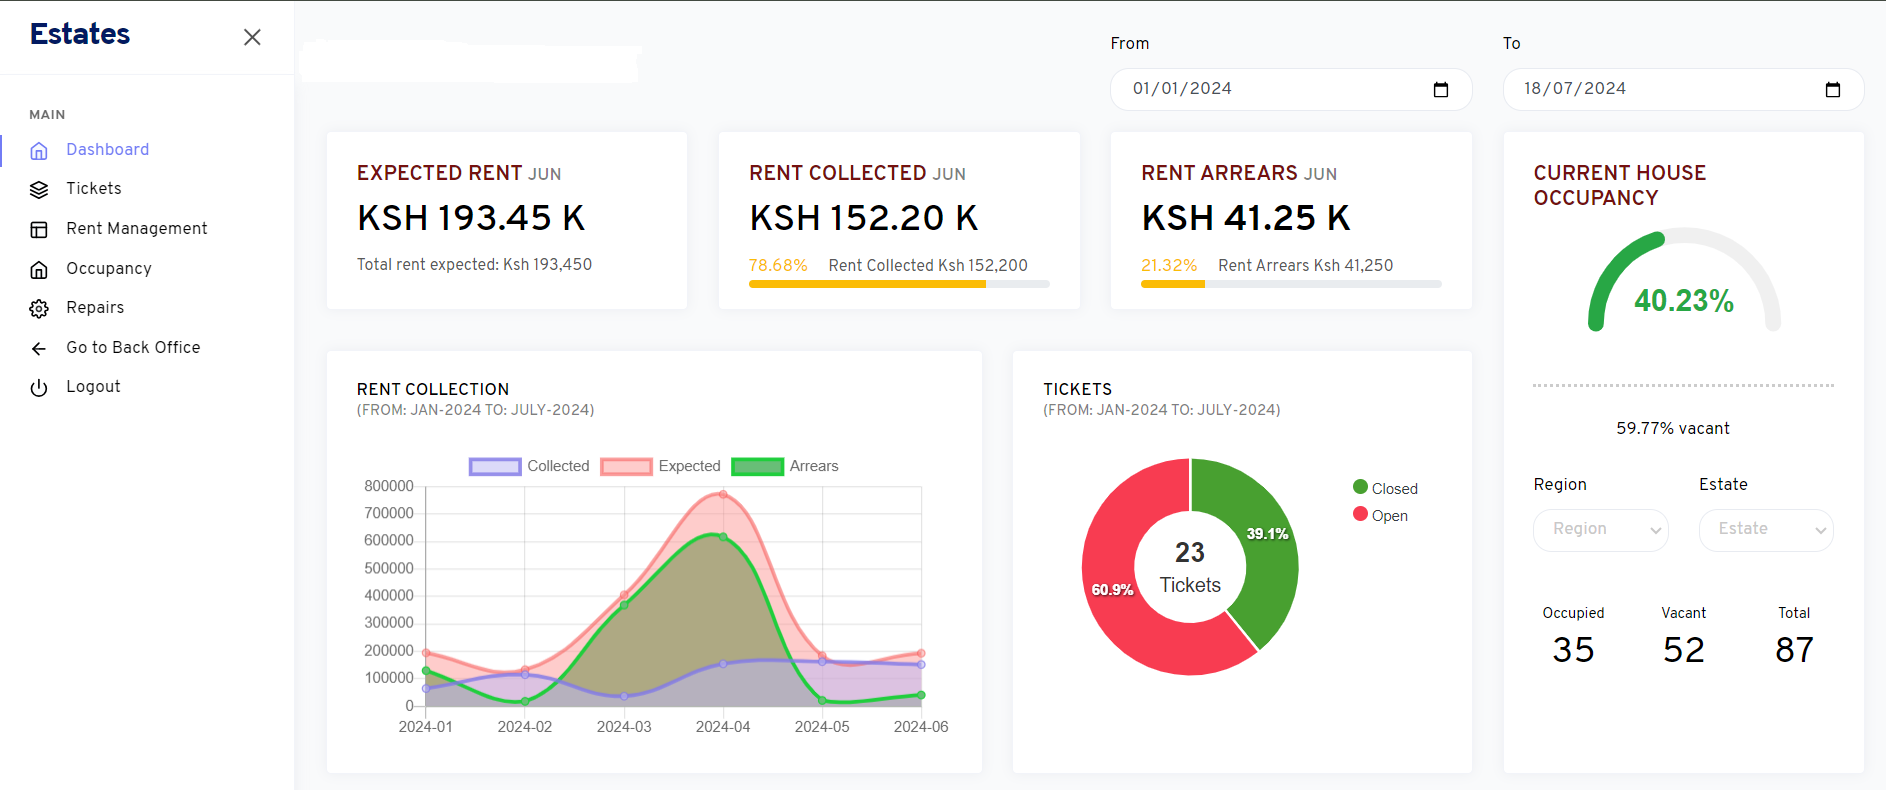 Estates
MAIN
Dashboard
Tickets
Rent Management
Occupancy
Repairs
Go to Back Office
Logout
From
01/01/2024
To
18/07/2024
EXPECTED RENT JUN
KSH 193.45 K
Total rent expected: Ksh 193,450
RENT COLLECTED JUN
KSH 152.20 K
78.68% Rent Collected Ksh 152,200
RENT ARREARS JUN
KSH 41.25 K
21.32% Rent Arrears Ksh 41,250
CURRENT HOUSE
OCCUPANCY
40.23%
59.77% vacant
Region
Estate
Region
Estate
Occupied
Vacant
Total
35
52
87
RENT COLLECTION
(FROM: JAN-2024 TO: JULY-2024)
Collected
Expected
Arrears
800000
700000
600000
500000
400000
300000
200000
100000
0
2024-01
2024-02
2024-03
2024-04
2024-05
2024-06
TICKETS
(FROM: JAN-2024 TO: JULY-2024)
Closed
Open
39.1%
60.9%
23
Tickets